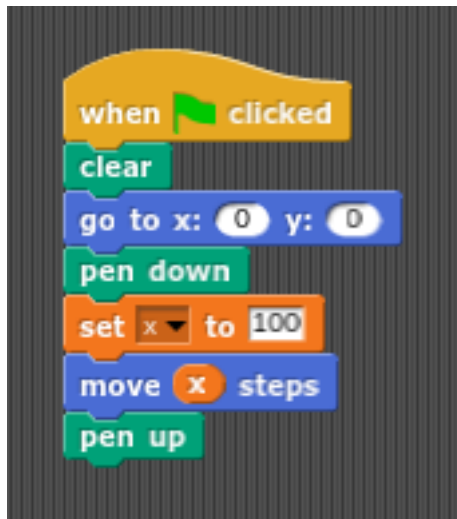 when clicked
clear
go to x: 0 y: 0
pen down
set x to 100
move x steps
pen up